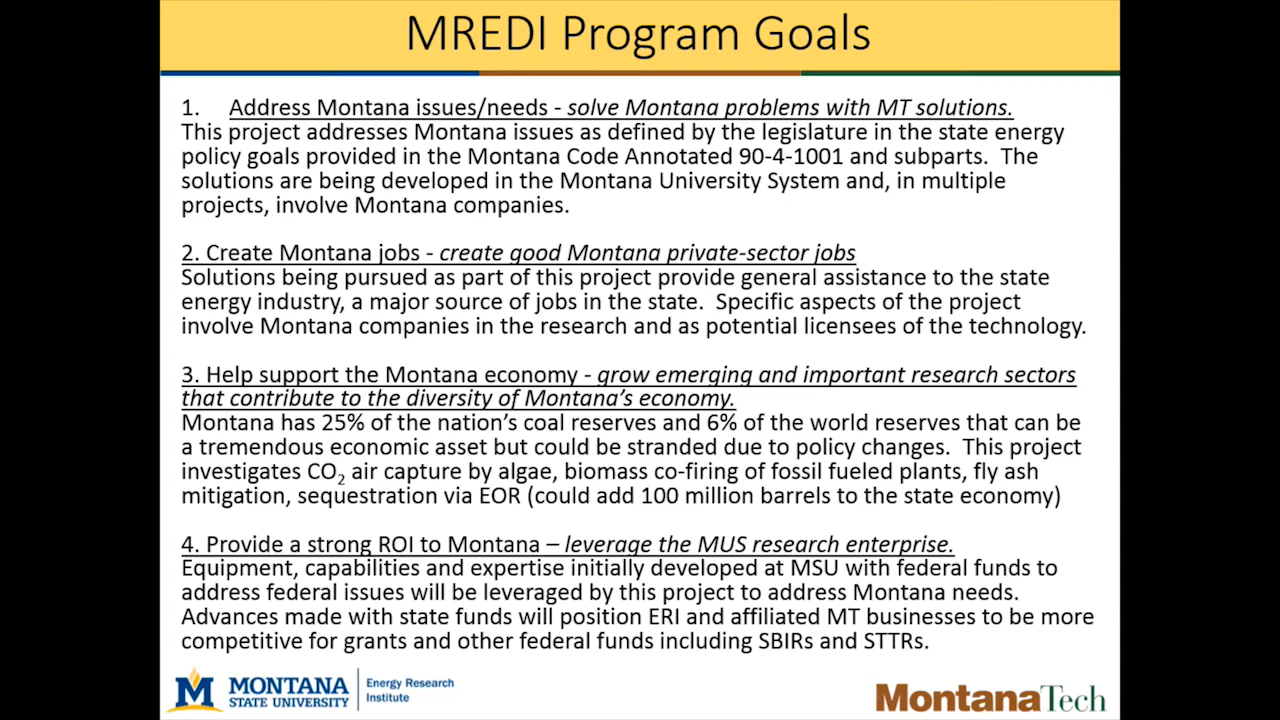 MREDI Program Goals
1. Address Montana issues/needs - solve Montana problems with MT solutions.
This project addresses Montana issues as defined by the legislature in the state energy
policy goals provided in the Montana Code Annotated 90-4-1001 and subparts. The
solutions are being developed in the Montana University System and, in multiple
projects, involve Montana companies.
2. Create Montana jobs - create good Montana private-sector jobs
Solutions being pursued as part of this project provide general assistance to the state
energy industry, a major source of jobs in the state. Specific aspects of the project
involve Montana companies in the research and as potential licensees of the technology.
3. Help support the Montana economy - grow emerging and important research sectors
that contribute to the diversity of Montana's economy.
Montana has 25% of the nation's coal reserves and 6% of the world reserves that can be
a tremendous economic asset but could be stranded due to policy changes. This project
investigates CO₂ air capture by algae, biomass co-firing of fossil fueled plants, fly ash
mitigation, sequestration via EOR (could add 100 million barrels to the state economy)
4. Provide a strong ROI to Montana – leverage the MUS research enterprise.
Equipment, capabilities and expertise initially developed at MSU with federal funds to
address federal issues will be leveraged by this project to address Montana needs.
Advances made with state funds will position ERI and affiliated MT businesses to be more
competitive for grants and other federal funds including SBIRs and STTRs.
M MONTANA
STATE UNIVERSITY
Energy Research
Institute
MontanaTech